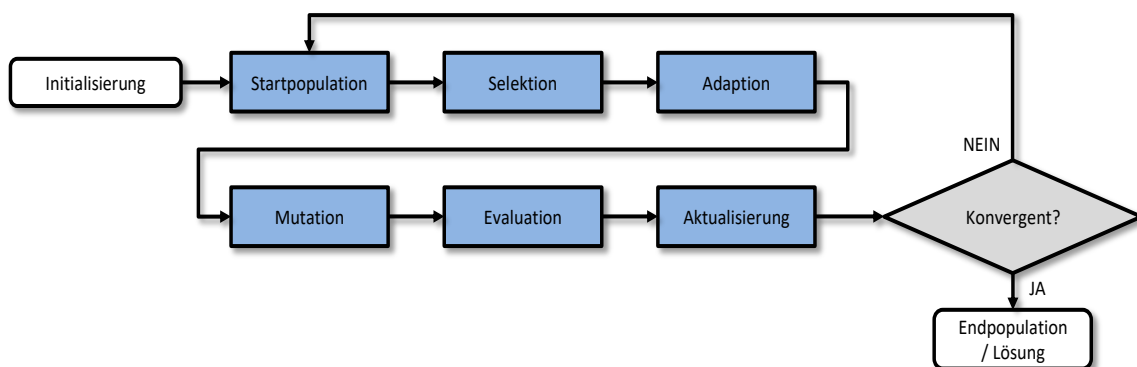 Initialisierung
Startpopulation
Selektion
Adaption
Mutation
Evaluation
Aktualisierung
Konvergent?
NEIN
JA
Endpopulation
/ Lösung